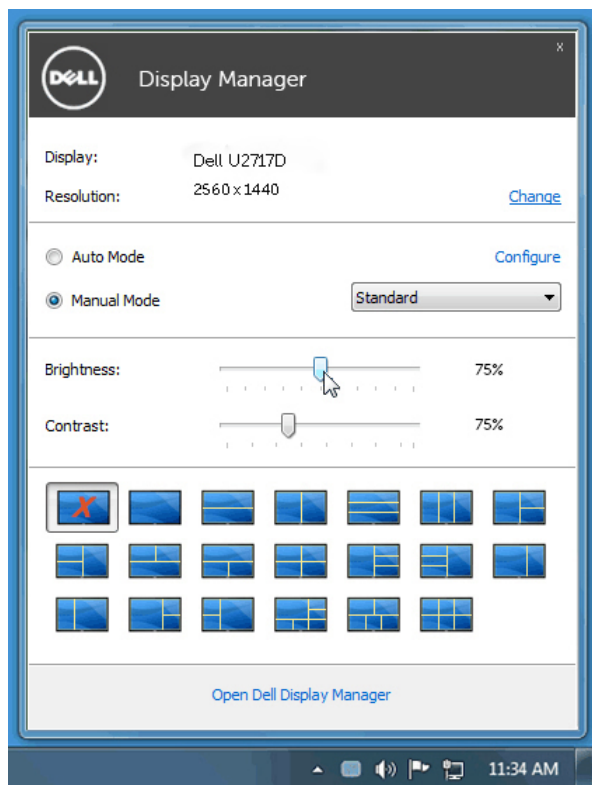 x
DELL
Display Manager
Display: Dell U2717D
Resolution: 2560 x 1440 Change
Auto Mode Configure
Manual Mode Standard
Brightness: 75%
Contrast: 75%
Open Dell Display Manager
11:34 AM